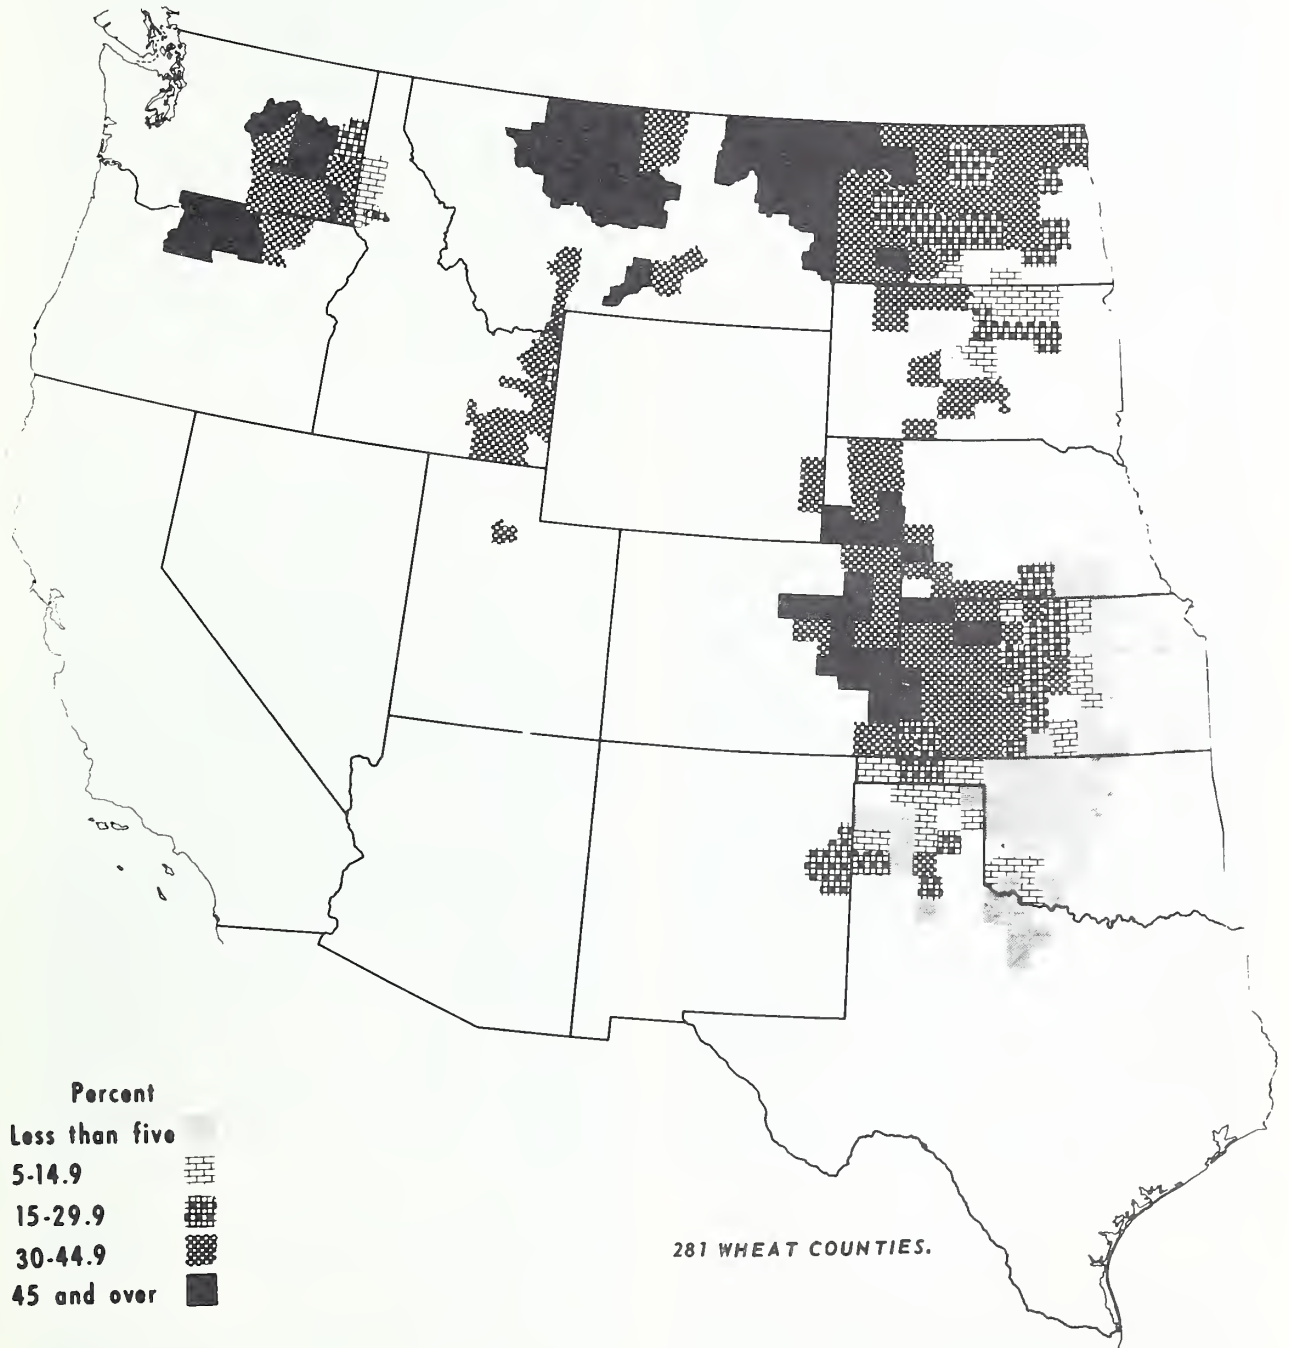 Percent
Less than five
5-14.9
15-29.9
30-44.9
45 and over
281 WHEAT COUNTIES.